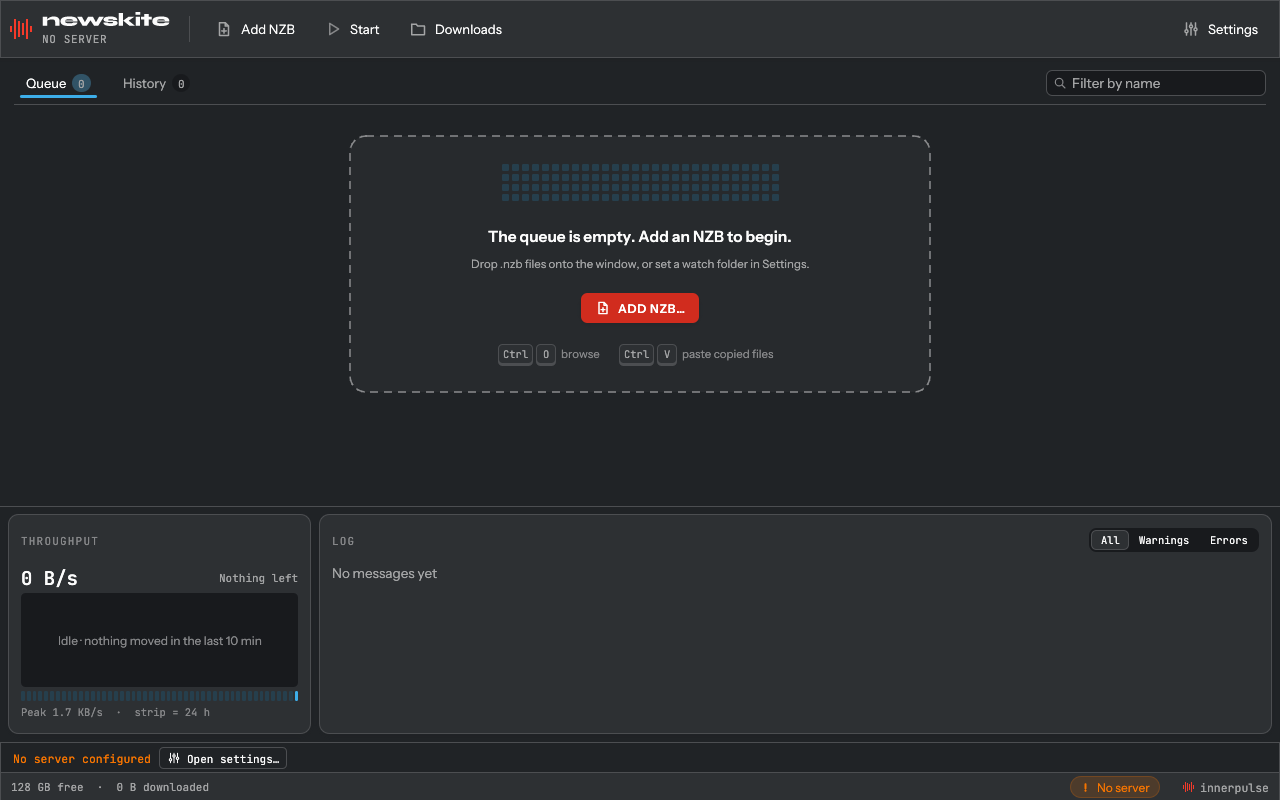 newskite
NO SERVER
Add NZB
Start
Downloads
Settings
Queue 0
History 0
Filter by name
The queue is empty. Add an NZB to begin.
Drop .nzb files onto the window, or set a watch folder in Settings.
ADD NZB…
Ctrl O browse Ctrl V paste copied files
THROUGHPUT
0 B/s
Nothing left
Idle · nothing moved in the last 10 min
Peak 1.7 KB/s · strip = 24 h
LOG
All Warnings Errors
No messages yet
No server configured
Open settings…
128 GB free · 0 B downloaded
! No server
innerpulse